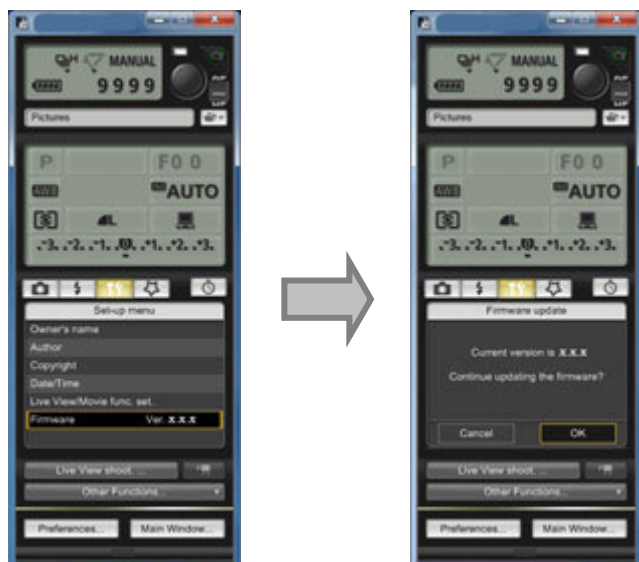 MANUAL
9999
Pictures
P F0 0
AWB AUTO
L
-3. .-2. .-1. .0. .+1. .+2. .+3.
Set-up menu
Owner's name
Author
Copyright
Date/Time
Live View/Movie func. set.
Firmware Ver. X.X.X
Live View shoot. ...
Other Functions...
Preferences... Main Window...
MANUAL
9999
Pictures
P F0 0
AWB AUTO
L
-3. .-2. .-1. .0. .+1. .+2. .+3.
Firmware update
Current version is X.X.X
Continue updating the firmware?
Cancel OK
Live View shoot. ...
Other Functions...
Preferences... Main Window...